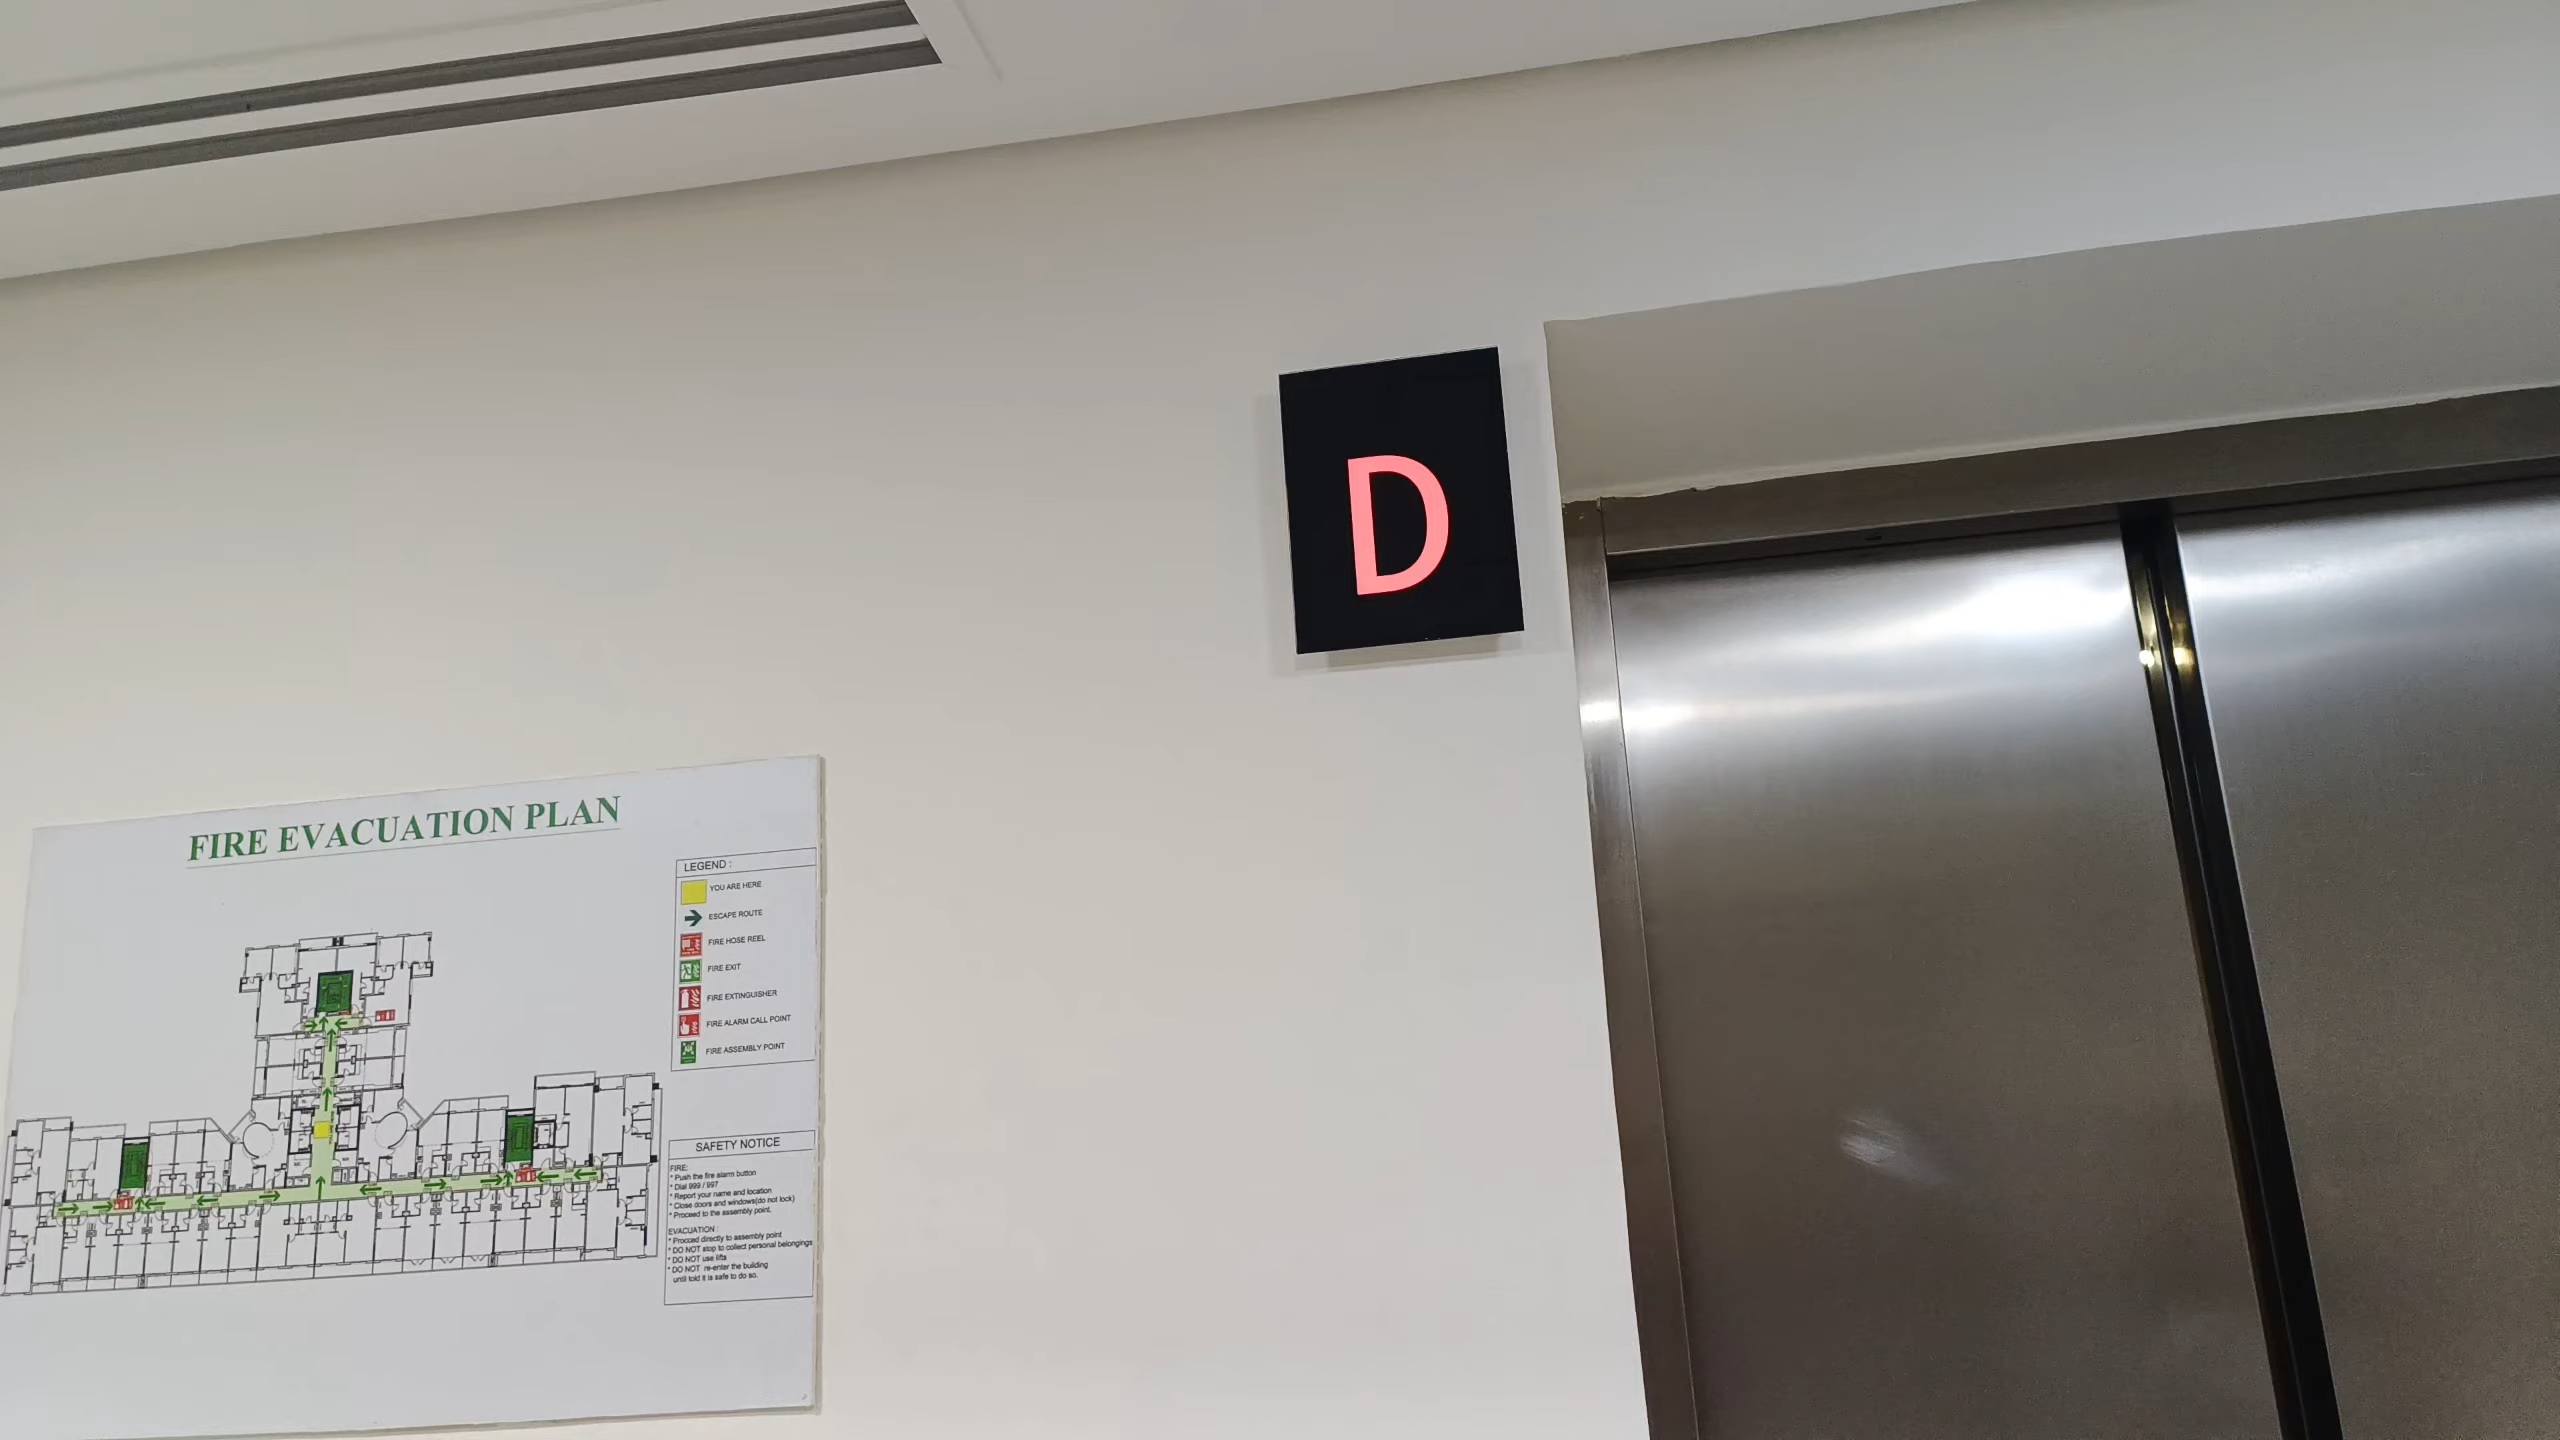 D
FIRE EVACUATION PLAN
LEGEND :
YOU ARE HERE
ESCAPE ROUTE
FIRE HOSE REEL
FIRE EXIT
FIRE EXTINGUISHER
FIRE ALARM CALL POINT
FIRE ASSEMBLY POINT
SAFETY NOTICE
FIRE:
* Push the fire alarm button
* Dial 999 / 997
* Report your name and location
* Close doors and windows(do not lock)
* Proceed to the assembly point.
EVACUATION :
* Procced directly to assembly point
* DO NOT stop to collect personal belongings
* DO NOT use lifts
* DO NOT re-enter the building
until told it is safe to do so.